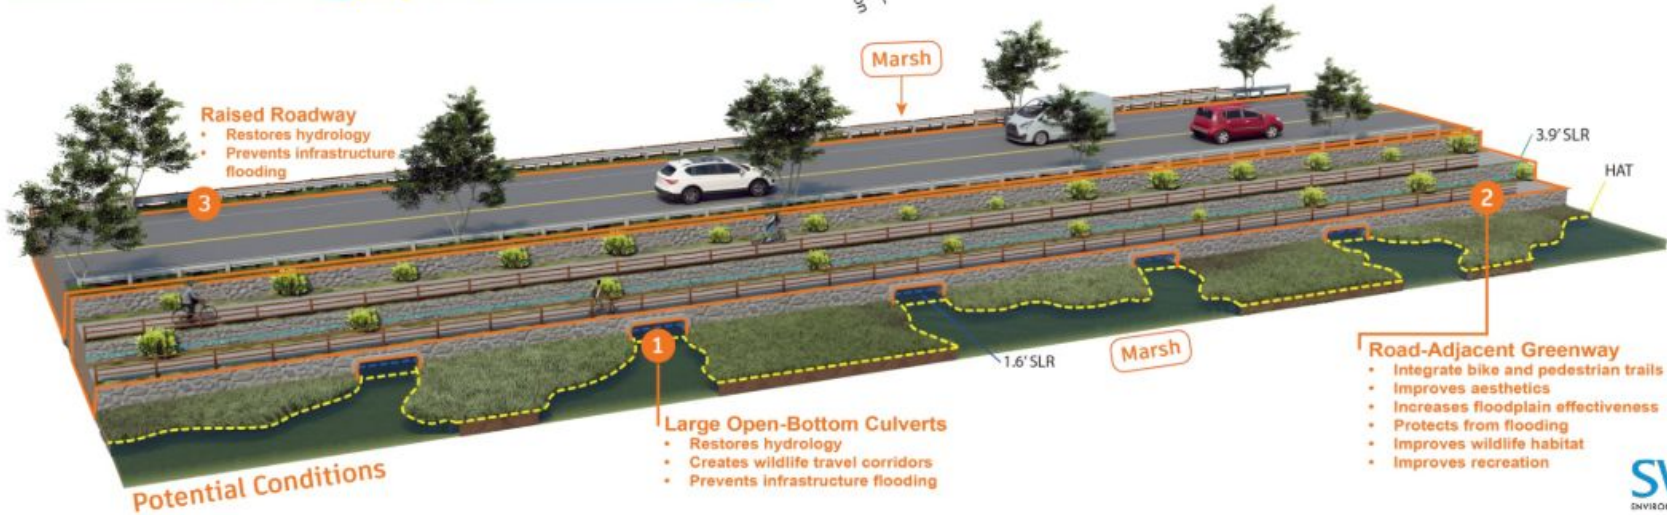 Marsh
Raised Roadway
• Restores hydrology
• Prevents infrastructure
flooding
3
3.9' SLR
HAT
2
1
1.6' SLR
Marsh
Road-Adjacent Greenway
• Integrate bike and pedestrian trails
• Improves aesthetics
• Increases floodplain effectiveness
• Protects from flooding
• Improves wildlife habitat
• Improves recreation
Large Open-Bottom Culverts
• Restores hydrology
• Creates wildlife travel corridors
• Prevents infrastructure flooding
Potential Conditions